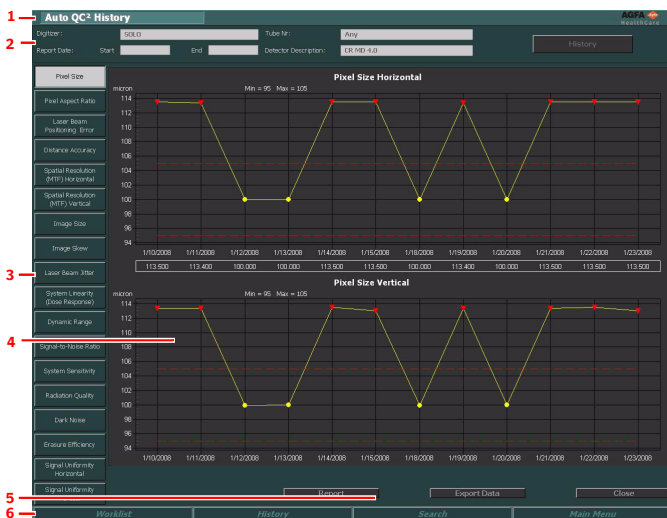 1
Auto QC² History
AGFA
HealthCare
2
Digitizer:
SOLO
Tube Nr:
Any
Report Date:
Start
End
Detector Description:
CR MD 4.0
History
Pixel Size
Pixel Aspect Ratio
Laser Beam
Positioning Error
Distance Accuracy
Spatial Resolution
(MTF) Horizontal
Spatial Resolution
(MTF) Vertical
Image Size
Image Skew
3
Laser Beam Jitter
System Linearity
(Dose Response)
Dynamic Range
4
Signal-to-Noise Ratio
System Sensitivity
Radiation Quality
Dark Noise
Erasure Efficiency
Signal Uniformity
Horizontal
Signal Uniformity
Pixel Size Horizontal
micron
Min = 95 Max = 105
114
112
110
108
106
104
102
100
98
96
94
1/10/2008 1/11/2008 1/12/2008 1/13/2008 1/14/2008 1/15/2008 1/18/2008 1/19/2008 1/20/2008 1/21/2008 1/22/2008 1/23/2008
113.500 113.400 100.000 100.000 113.500 113.500 100.000 113.400 100.000 113.500 113.500 113.500
Pixel Size Vertical
micron
Min = 95 Max = 105
114
112
110
108
106
104
102
100
98
96
94
1/10/2008 1/11/2008 1/12/2008 1/13/2008 1/14/2008 1/15/2008 1/18/2008 1/19/2008 1/20/2008 1/21/2008 1/22/2008 1/23/2008
5
Report
Export Data
Close
6
Worklist
History
Search
Main Menu